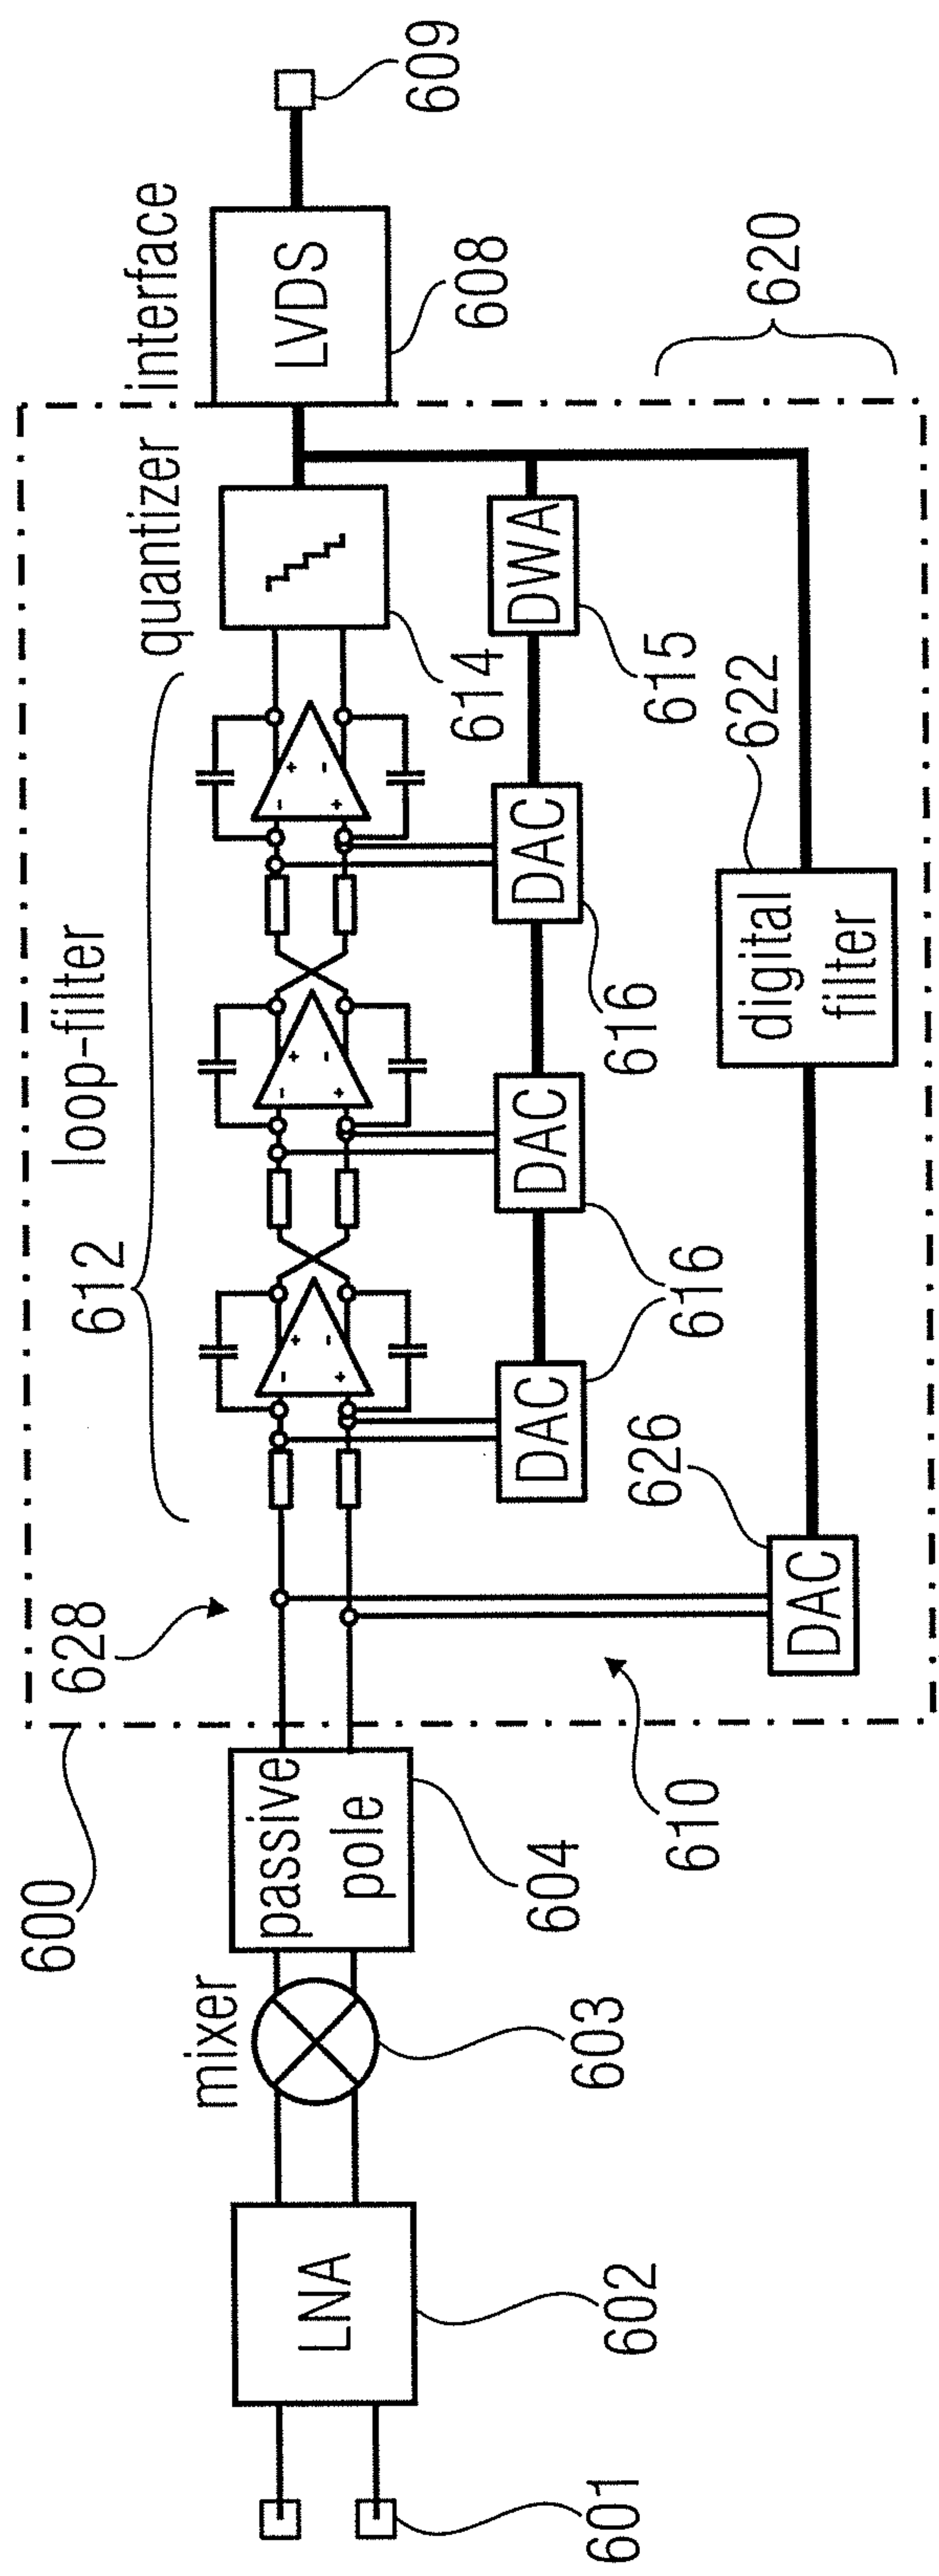 600
612
loop-filter
quantizer
interface
628
mixer
LNA
passive
pole
LVDS
609
601
602
603
604
614
608
DAC
DAC
DAC
DWA
610
626
616
616
615
622
620
DAC
digital
filter